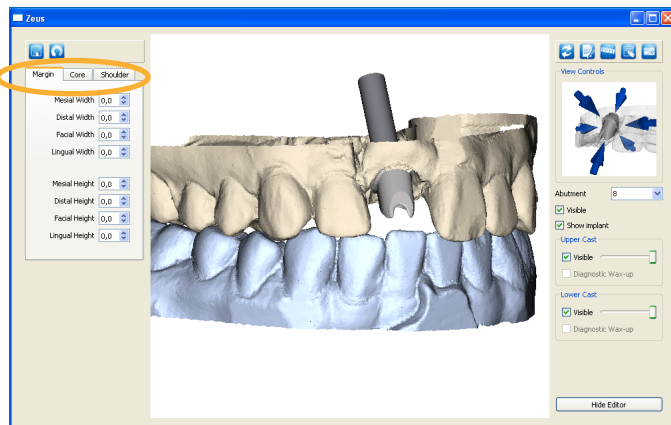 Zeus
Margin Core Shoulder
Mesial Width 0,0
Distal Width 0,0
Facial Width 0,0
Lingual Width 0,0
Mesial Height 0,0
Distal Height 0,0
Facial Height 0,0
Lingual Height 0,0
View Controls
Abutment 8
Visible
Show implant
Upper Cast
Visible
Diagnostic Wax-up
Lower Cast
Visible
Diagnostic Wax-up
Hide Editor